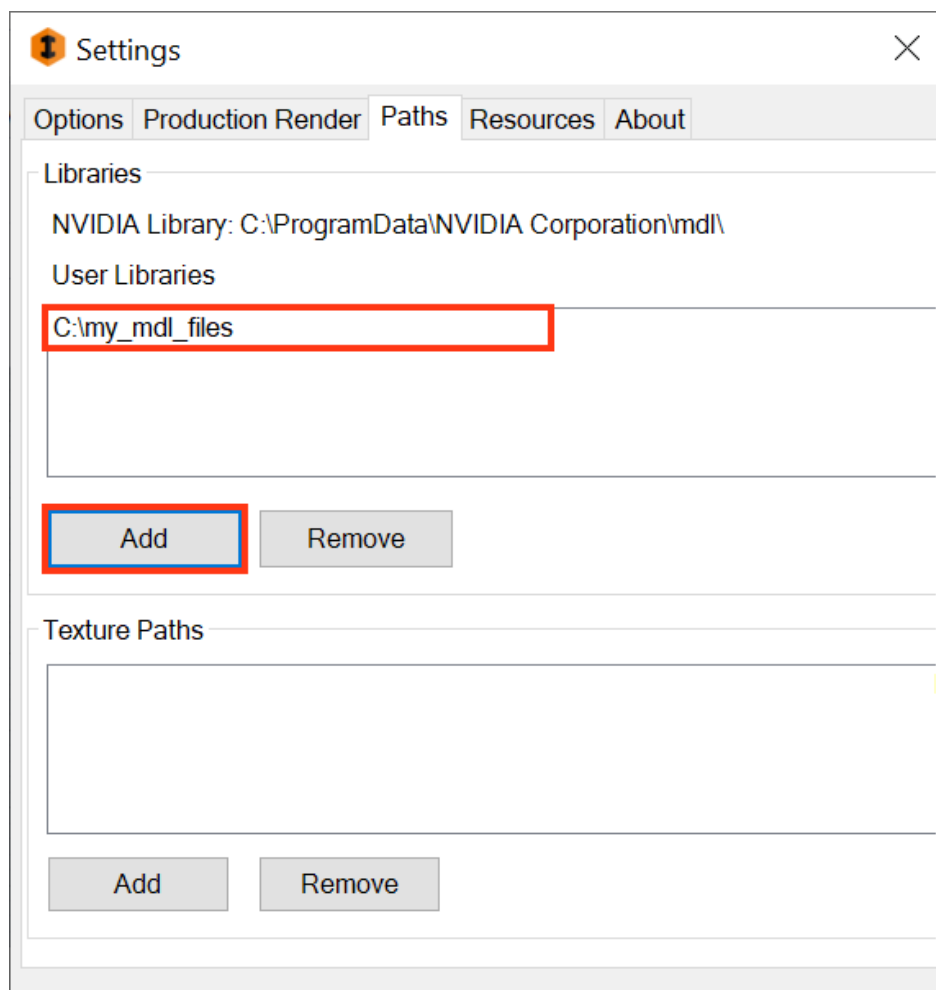 Settings
Options Production Render Paths Resources About
Libraries
NVIDIA Library: C:\ProgramData\NVIDIA Corporation\mdl\
User Libraries
C:\my_mdl_files
Add Remove
Texture Paths
Add Remove